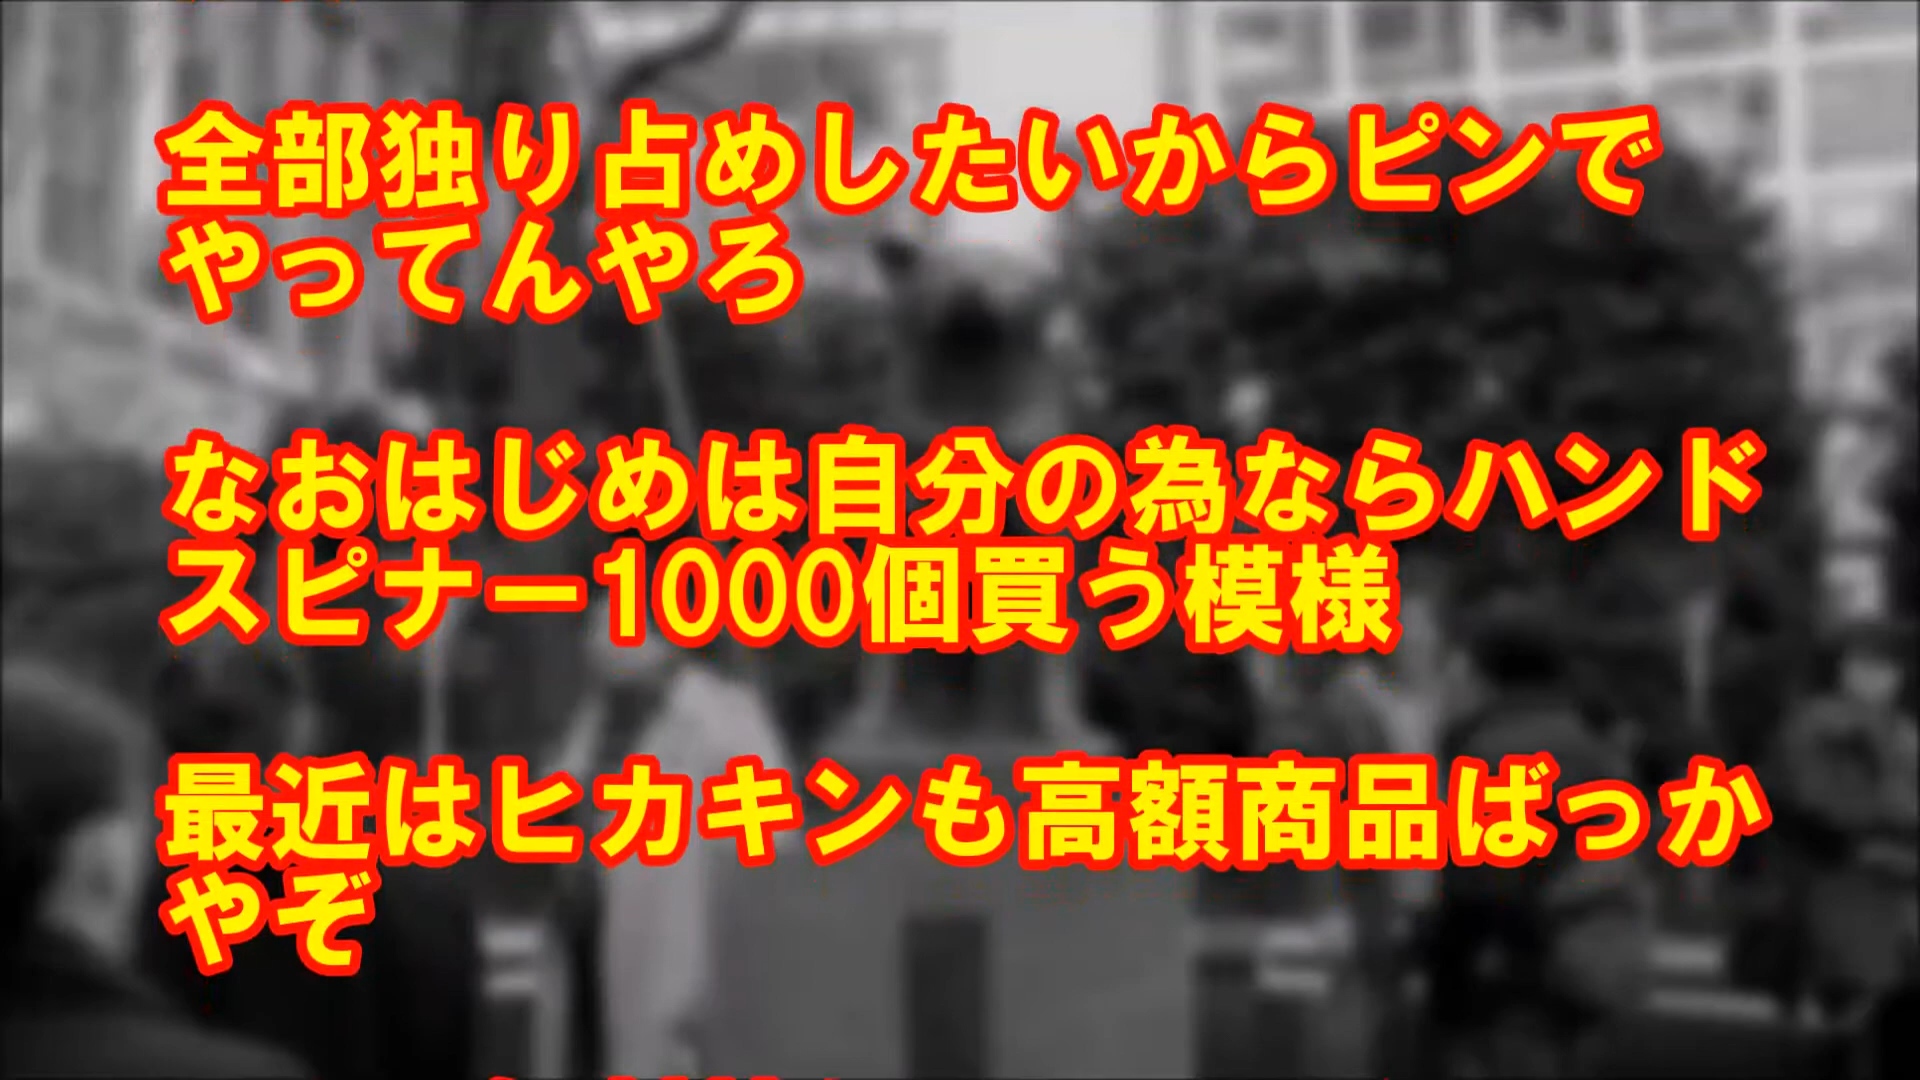 全部独り占めしたいからピンで
やってんやろ
なおはじめは自分の為ならハンド
スピナー1000個買う模様
最近はヒカキンも高額商品ばっか
やぞ